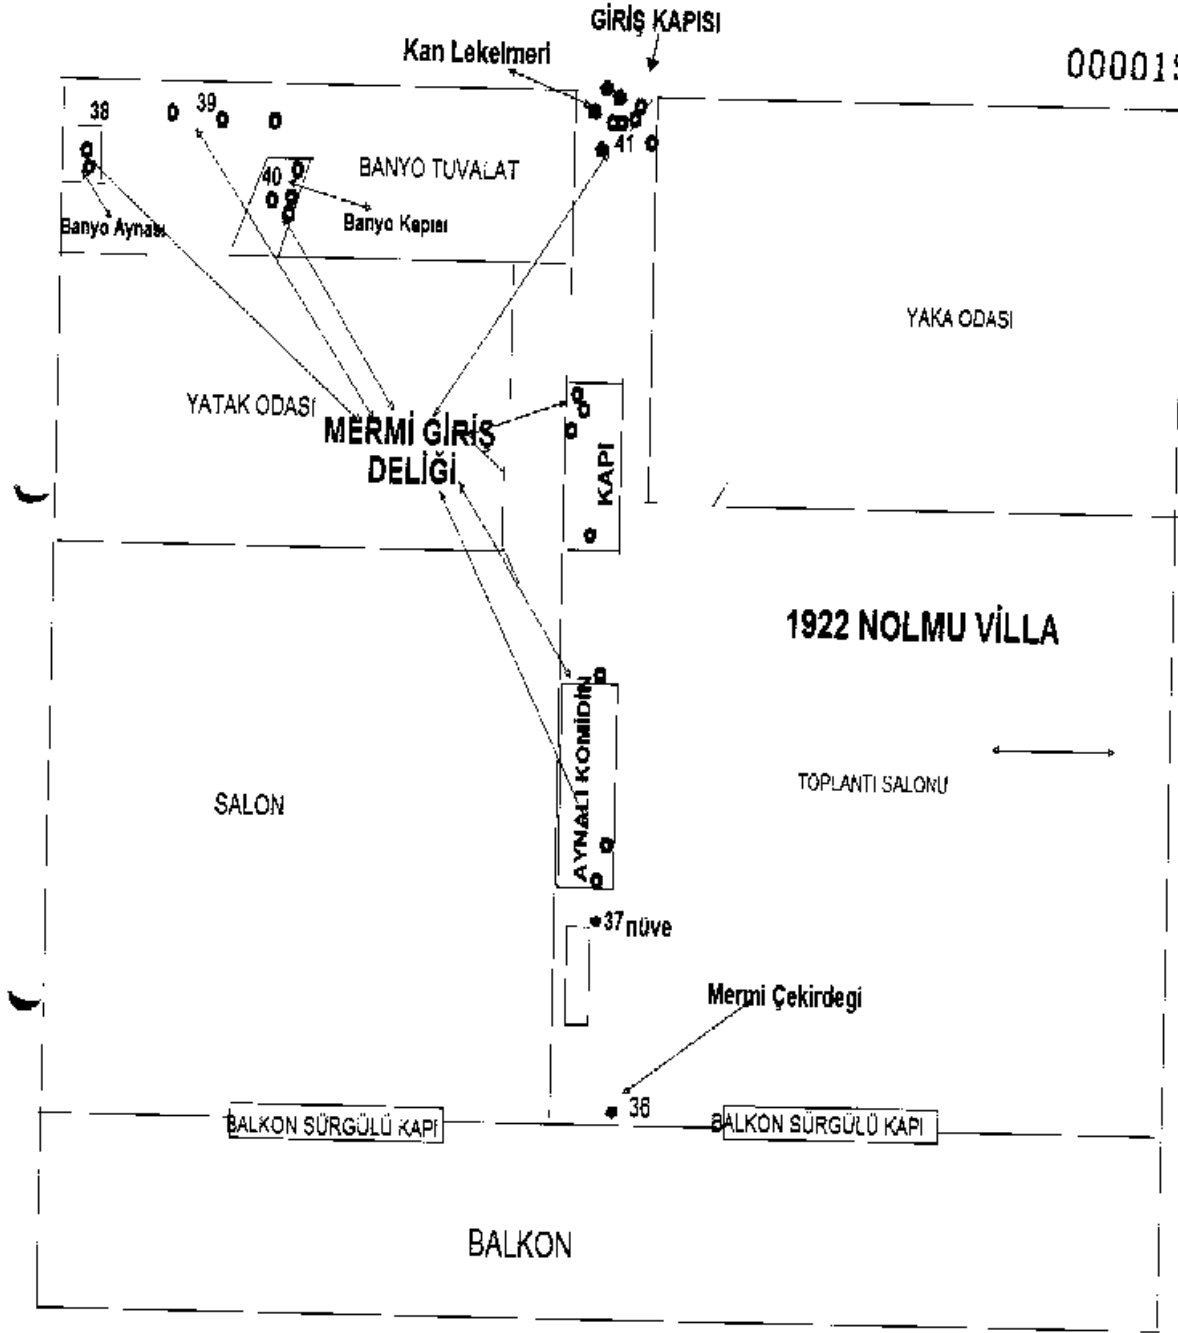 GİRİŞ KAPISI
Kan Lekelmeri
000019
38
39
41
BANYO TUVALAT
40
Banyo Aynası
Banyo Kapısı
YAKA ODASI
YATAK ODASI
MERMİ GİRİŞ
DELİĞİ
KAPI
1922 NOLMU VİLLA
AYNALI KOMİDİN
TOPLANTI SALONU
SALON
37 nüve
Mermi Çekirdegi
36
BALKON SÜRGÜLÜ KAPI
BALKON SÜRGÜLÜ KAPI
BALKON